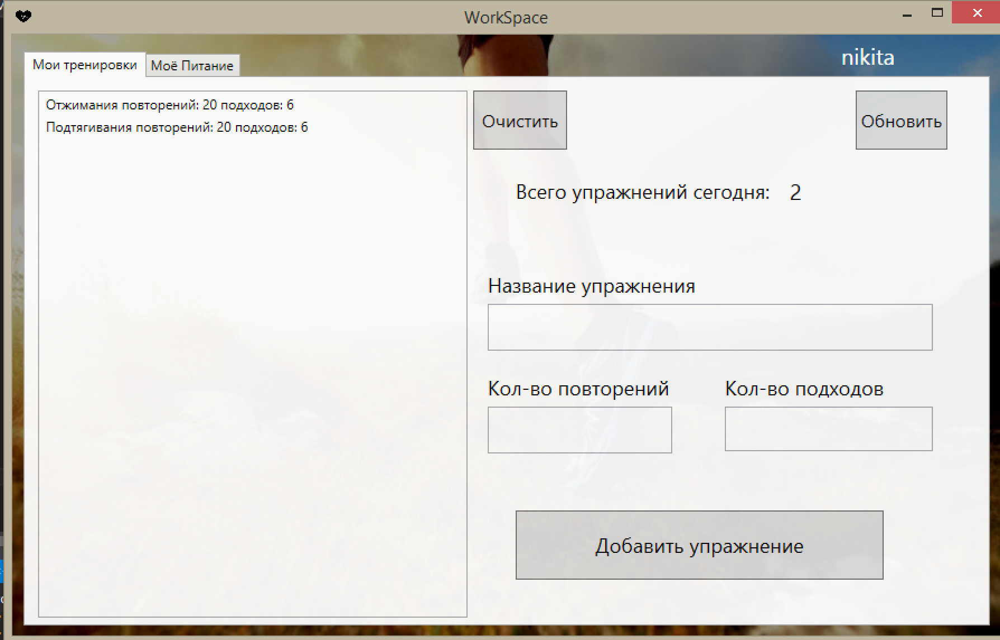 WorkSpace
nikita
Мои тренировки
Моё Питание
Отжимания повторений: 20 подходов: 6
Подтягивания повторений: 20 подходов: 6
Очистить
Обновить
Всего упражнений сегодня: 2
Название упражнения
Кол-во повторений
Кол-во подходов
Добавить упражнение